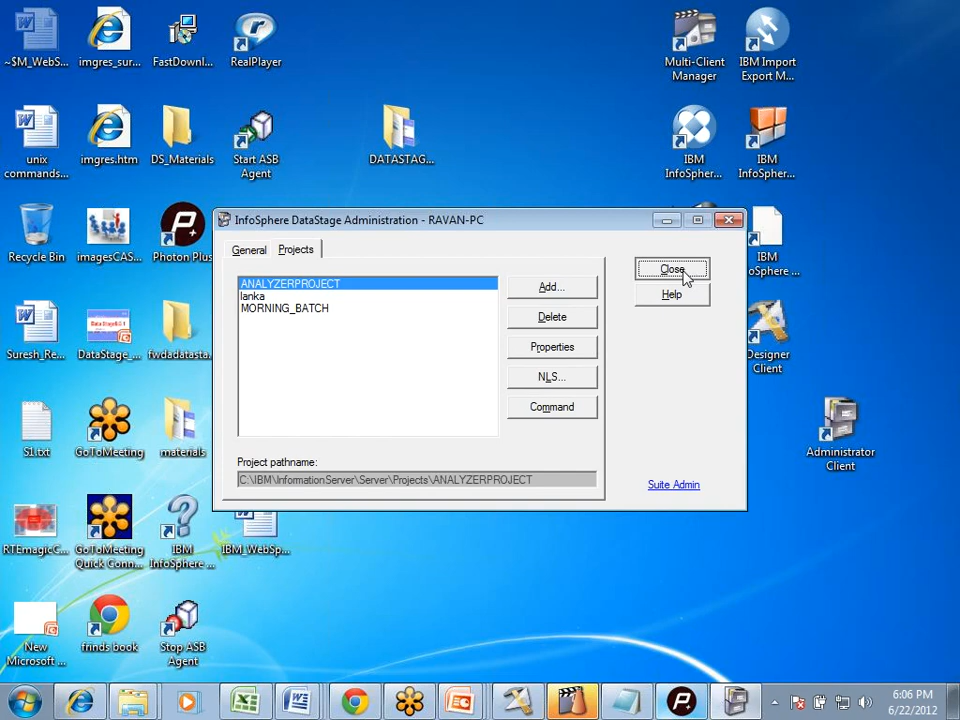 ~$M_WebS...
imgres_sur...
FastDownl...
RealPlayer
Multi-Client
Manager
IBM Import
Export M...
unix
commands...
imgres.htm
DS_Materials
Start ASB
Agent
DATASTAG...
IBM
InfoSpher...
IBM
InfoSpher...
Recycle Bin
imagesCAS...
Photon Plus
IBM
oSphere ...
InfoSphere DataStage Administration - RAVAN-PC
General
Projects
ANALYZERPROJECT
lanka
MORNING_BATCH
Add...
Delete
Properties
NLS...
Command
Close
Help
Project pathname:
C:\IBM\InformationServer\Server\Projects\ANALYZERPROJECT
Suite Admin
Suresh_Re...
DataStage_...
fwdadatasta...
Designer
Client
S1.txt
GoToMeeting
materials
Administrator
Client
RTEmagicC...
GoToMeeting
Quick Conn...
IBM
InfoSphere ...
IBM_WebSp...
New
Microsoft ...
frinds book
Stop ASB
Agent
6:06 PM
6/22/2012